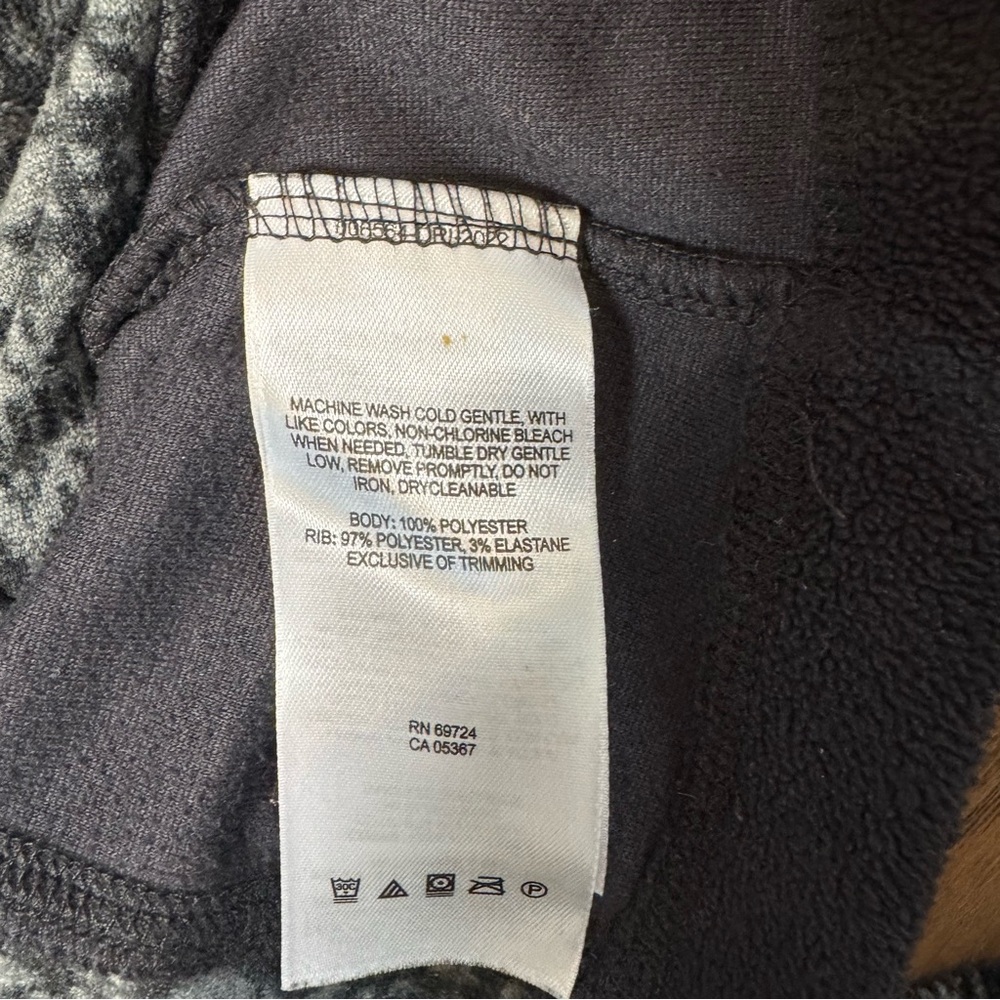 MACHINE WASH COLD GENTLE, WITH
LIKE COLORS, NON-CHLORINE BLEACH
WHEN NEEDED, TUMBLE DRY GENTLE
LOW, REMOVE PROMPTLY, DO NOT
IRON, DRYCLEANABLE
BODY: 100% POLYESTER
RIB: 97% POLYESTER, 3% ELASTANE
EXCLUSIVE OF TRIMMING
RN 69724
CA 05367
30C
P